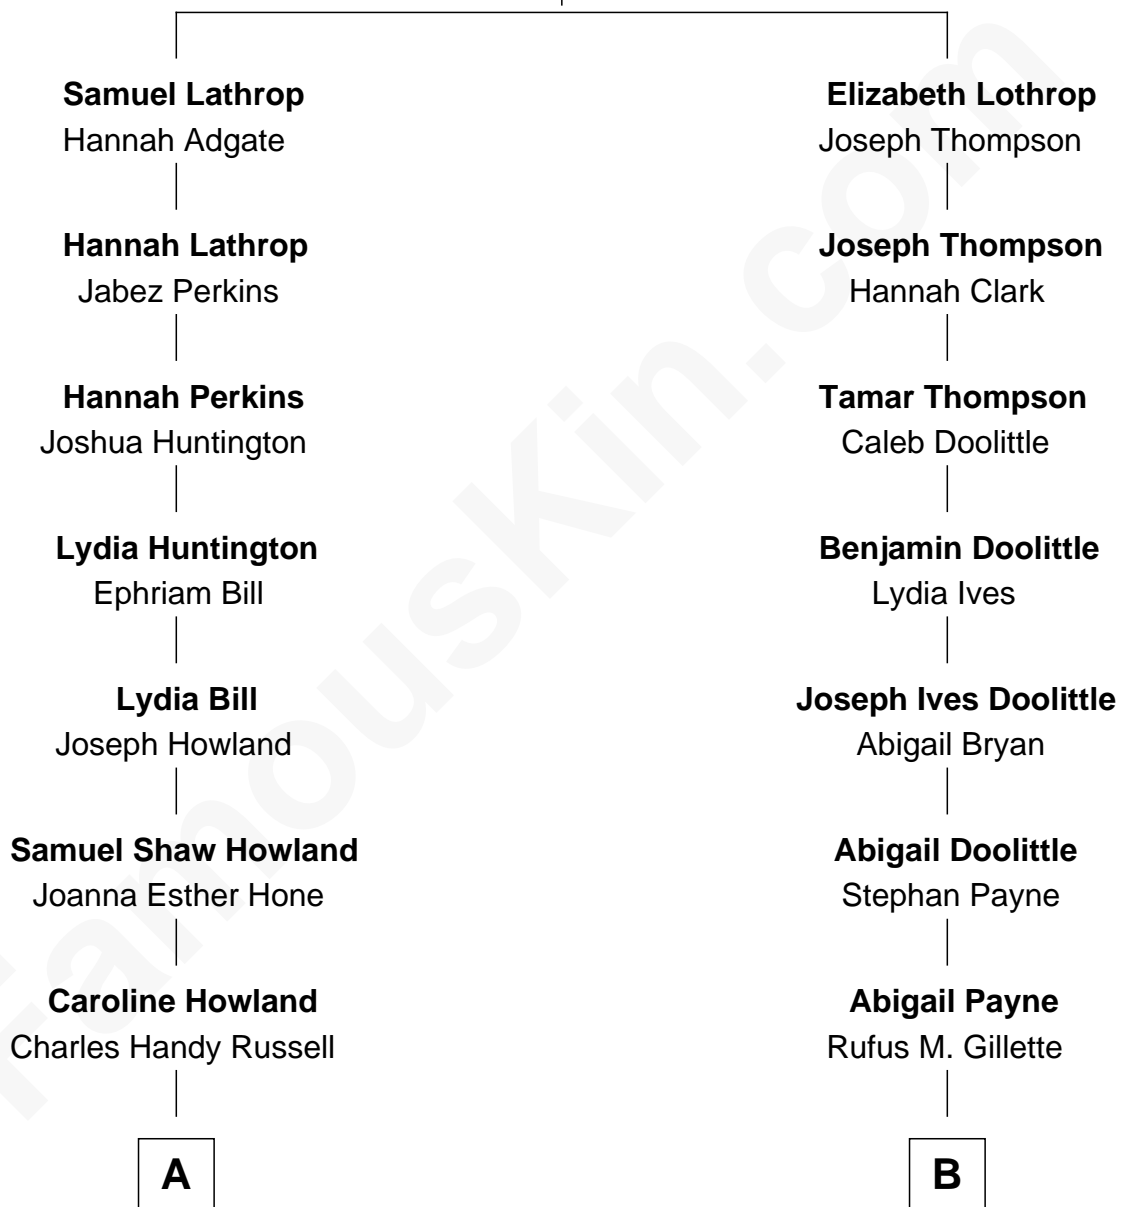 Samuel Lathrop
Hannah Adgate
Hannah Lathrop
Jabez Perkins
Hannah Perkins
Joshua Huntington
Lydia Huntington
Ephriam Bill
Lydia Bill
Joseph Howland
Samuel Shaw Howland
Joanna Esther Hone
Caroline Howland
Charles Handy Russell
A
Elizabeth Lothrop
Joseph Thompson
Joseph Thompson
Hannah Clark
Tamar Thompson
Caleb Doolittle
Benjamin Doolittle
Lydia Ives
Joseph Ives Doolittle
Abigail Bryan
Abigail Doolittle
Stephan Payne
Abigail Payne
Rufus M. Gillette
B
FamousKin.com